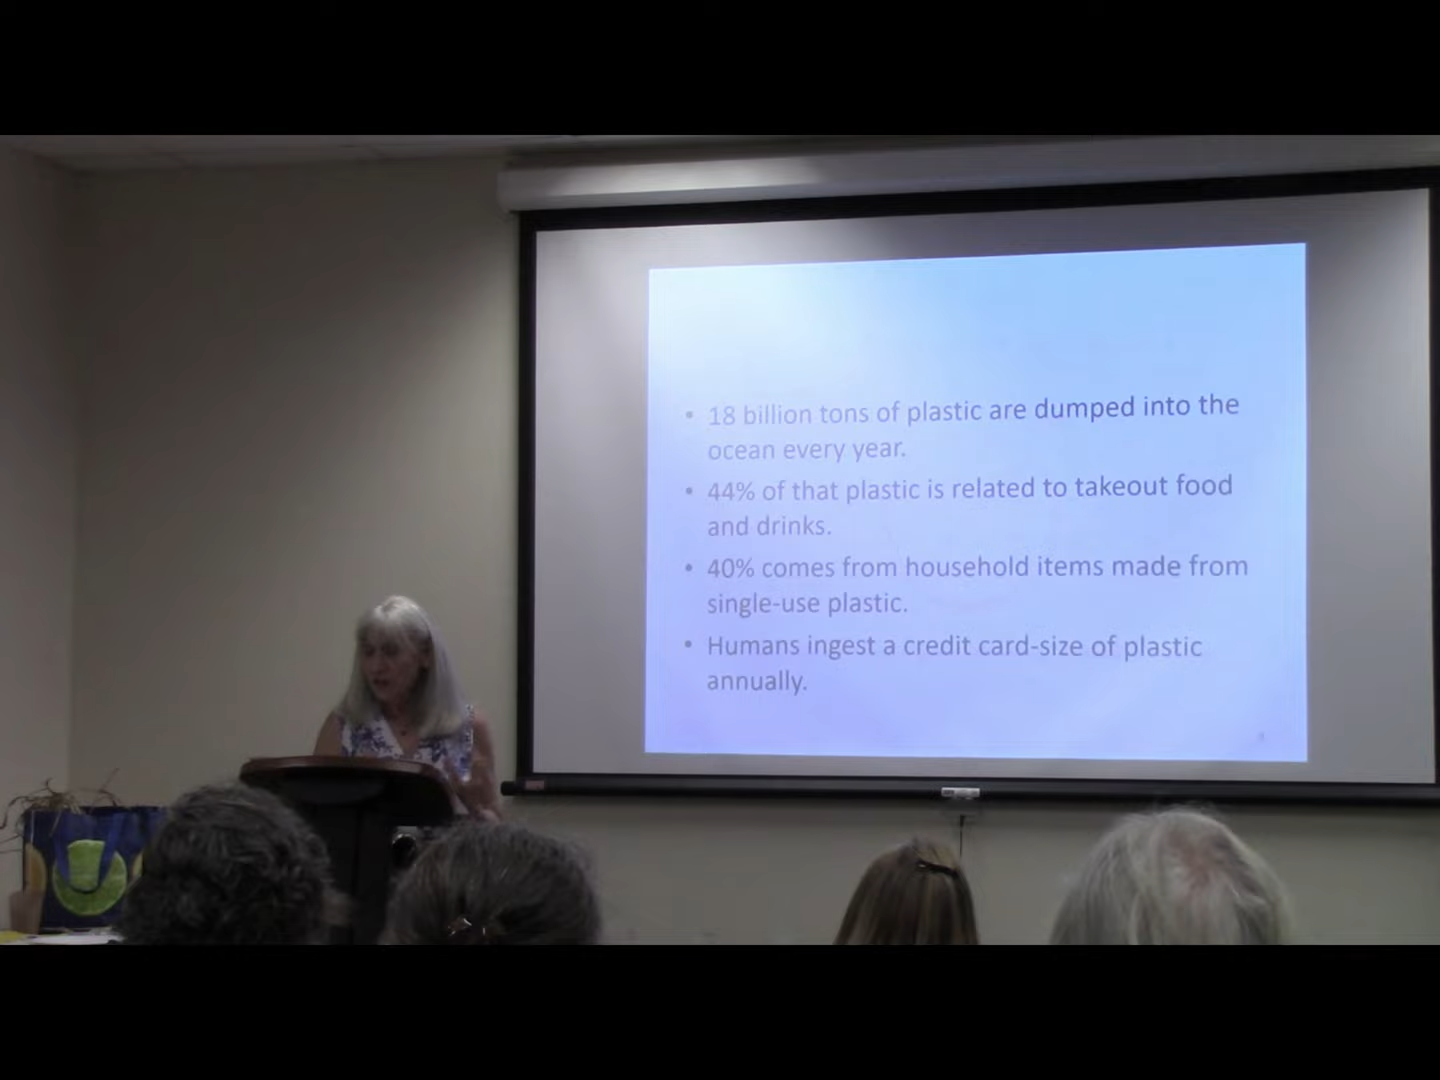 • 18 billion tons of plastic are dumped into the
ocean every year.
• 44% of that plastic is related to takeout food
and drinks.
• 40% comes from household items made from
single-use plastic.
• Humans ingest a credit card-size of plastic
annually.